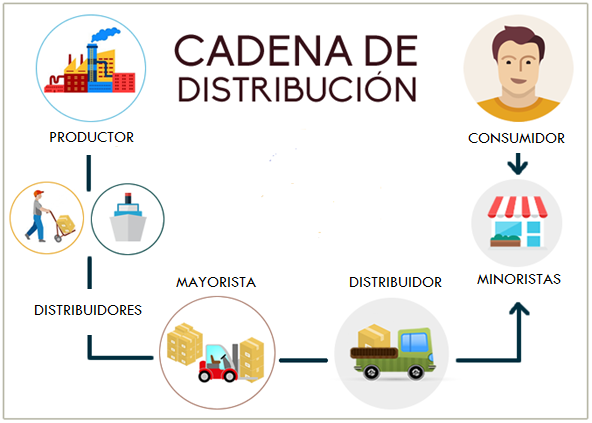 CADENA DE
DISTRIBUCIÓN
PRODUCTOR
CONSUMIDOR
DISTRIBUIDORES
MAYORISTA
DISTRIBUIDOR
MINORISTAS